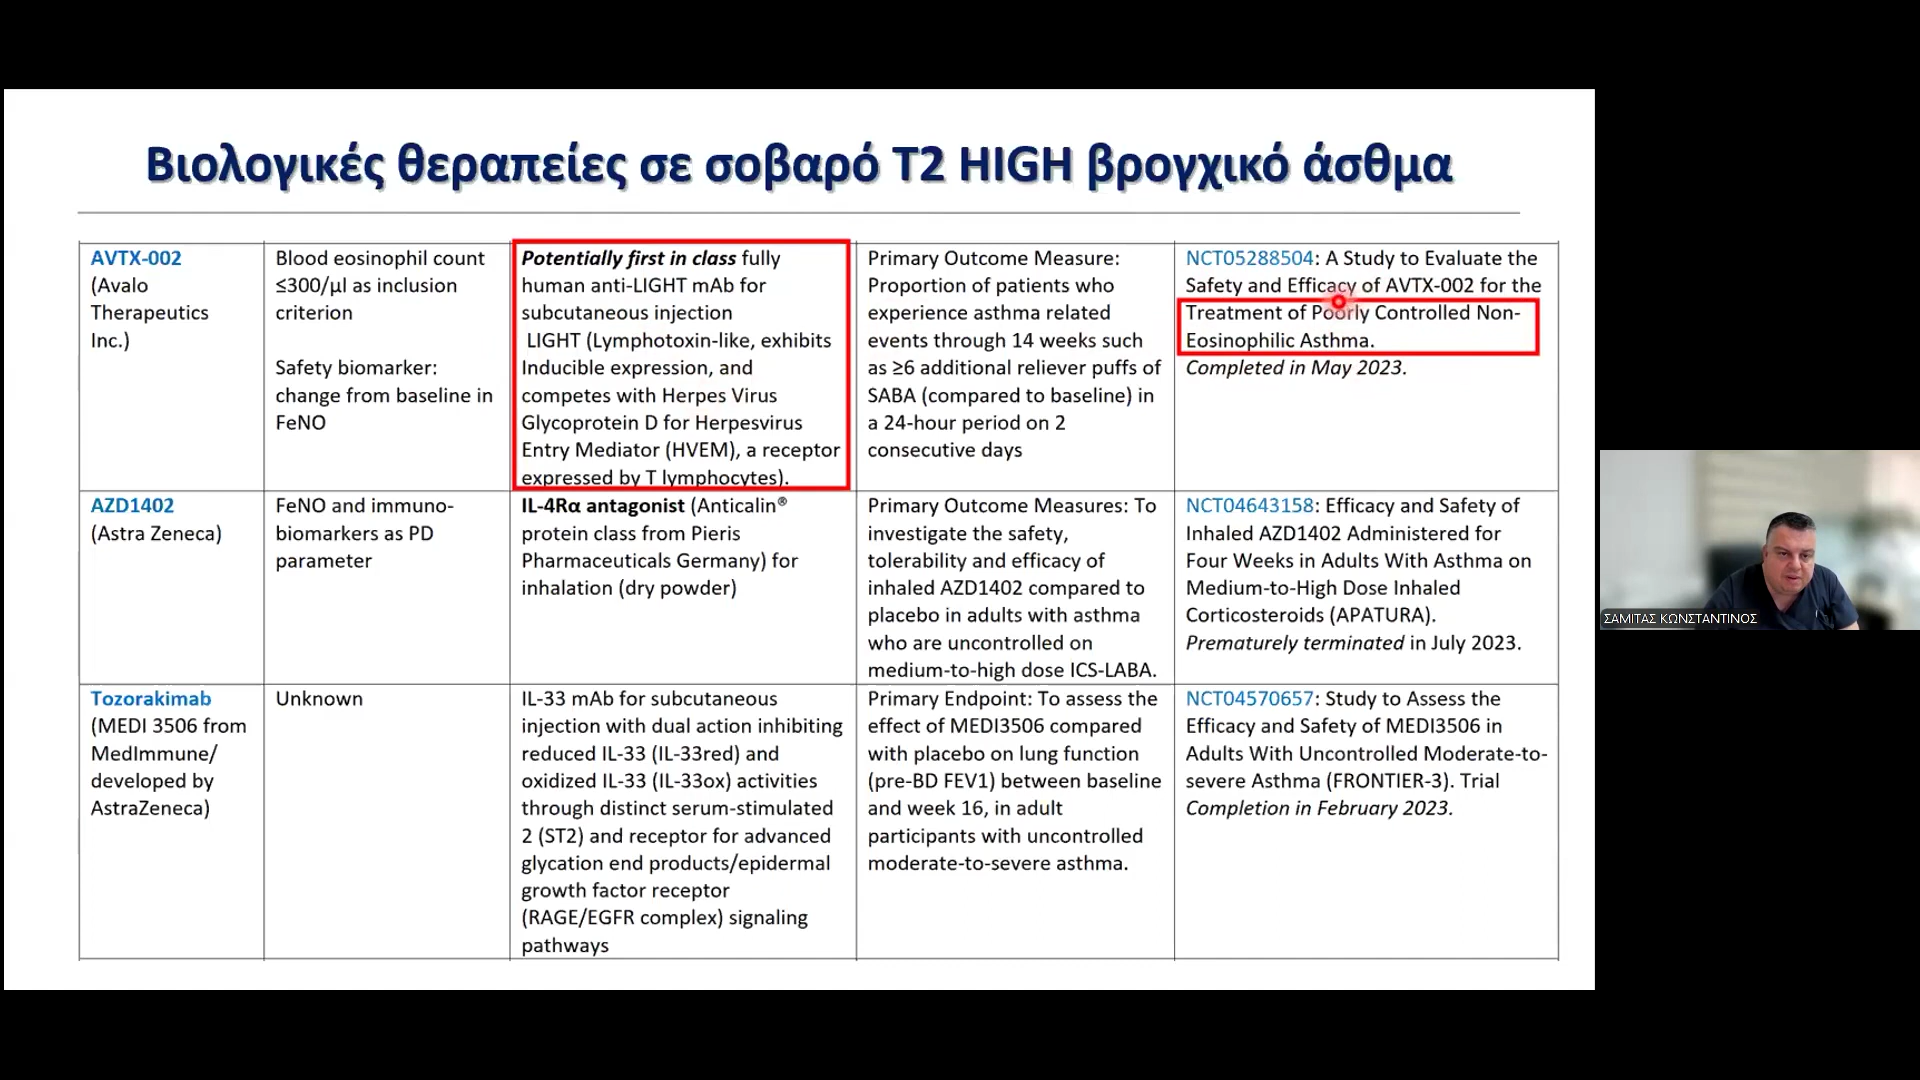 Βιολογικές θεραπείες σε σοβαρό T2 HIGH βρογχικό άσθμα
AVTX-002
(Avalo
Therapeutics
Inc.)
Blood eosinophil count
≤300/µl as inclusion
criterion
Safety biomarker:
change from baseline in
FeNO
Potentially first in class fully
human anti-LIGHT mAb for
subcutaneous injection
LIGHT (Lymphotoxin-like, exhibits
Inducible expression, and
competes with Herpes Virus
Glycoprotein D for Herpesvirus
Entry Mediator (HVEM), a receptor
expressed by T lymphocytes).
Primary Outcome Measure:
Proportion of patients who
experience asthma related
events through 14 weeks such
as ≥6 additional reliever puffs of
SABA (compared to baseline) in
a 24-hour period on 2
consecutive days
NCT05288504: A Study to Evaluate the
Safety and Efficacy of AVTX-002 for the
Treatment of Poorly Controlled Non-
Eosinophilic Asthma.
Completed in May 2023.
AZD1402
(Astra Zeneca)
FeNO and immuno-
biomarkers as PD
parameter
IL-4Rα antagonist (Anticalin®
protein class from Pieris
Pharmaceuticals Germany) for
inhalation (dry powder)
Primary Outcome Measures: To
investigate the safety,
tolerability and efficacy of
inhaled AZD1402 compared to
placebo in adults with asthma
who are uncontrolled on
medium-to-high dose ICS-LABA.
NCT04643158: Efficacy and Safety of
Inhaled AZD1402 Administered for
Four Weeks in Adults With Asthma on
Medium-to-High Dose Inhaled
Corticosteroids (APATURA).
Prematurely terminated in July 2023.
Tozorakimab
(MEDI 3506 from
MedImmune/
developed by
AstraZeneca)
Unknown
IL-33 mAb for subcutaneous
injection with dual action inhibiting
reduced IL-33 (IL-33red) and
oxidized IL-33 (IL-33ox) activities
through distinct serum-stimulated
2 (ST2) and receptor for advanced
glycation end products/epidermal
growth factor receptor
(RAGE/EGFR complex) signaling
pathways
Primary Endpoint: To assess the
effect of MEDI3506 compared
with placebo on lung function
(pre-BD FEV1) between baseline
and week 16, in adult
participants with uncontrolled
moderate-to-severe asthma.
NCT04570657: Study to Assess the
Efficacy and Safety of MEDI3506 in
Adults With Uncontrolled Moderate-to-
severe Asthma (FRONTIER-3). Trial
Completion in February 2023.
ΣΑΜΙΤΑΣ ΚΩΝΣΤΑΝΤΙΝΟΣ